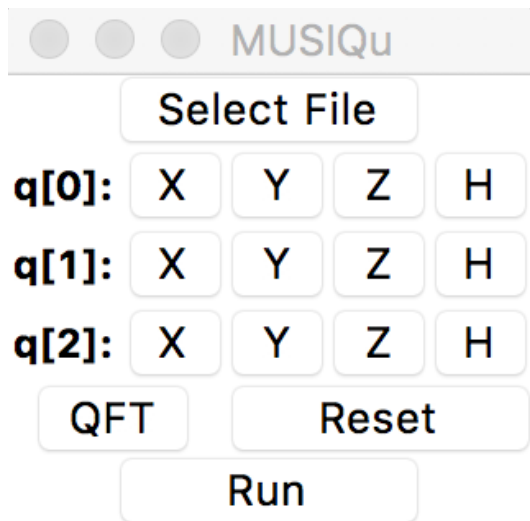 MUSIQu
Select File
q[0]: X Y Z H
q[1]: X Y Z H
q[2]: X Y Z H
QFT Reset
Run